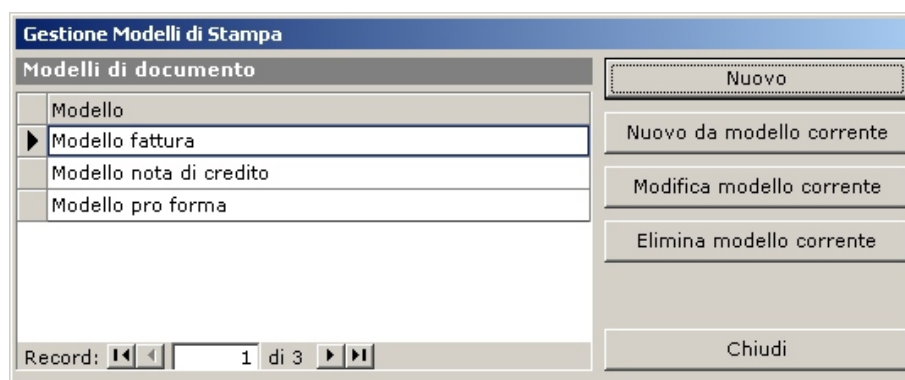 Gestione Modelli di Stampa
Modelli di documento
Modello
Modello fattura
Modello nota di credito
Modello pro forma
Record: 1 di 3
Nuovo
Nuovo da modello corrente
Modifica modello corrente
Elimina modello corrente
Chiudi